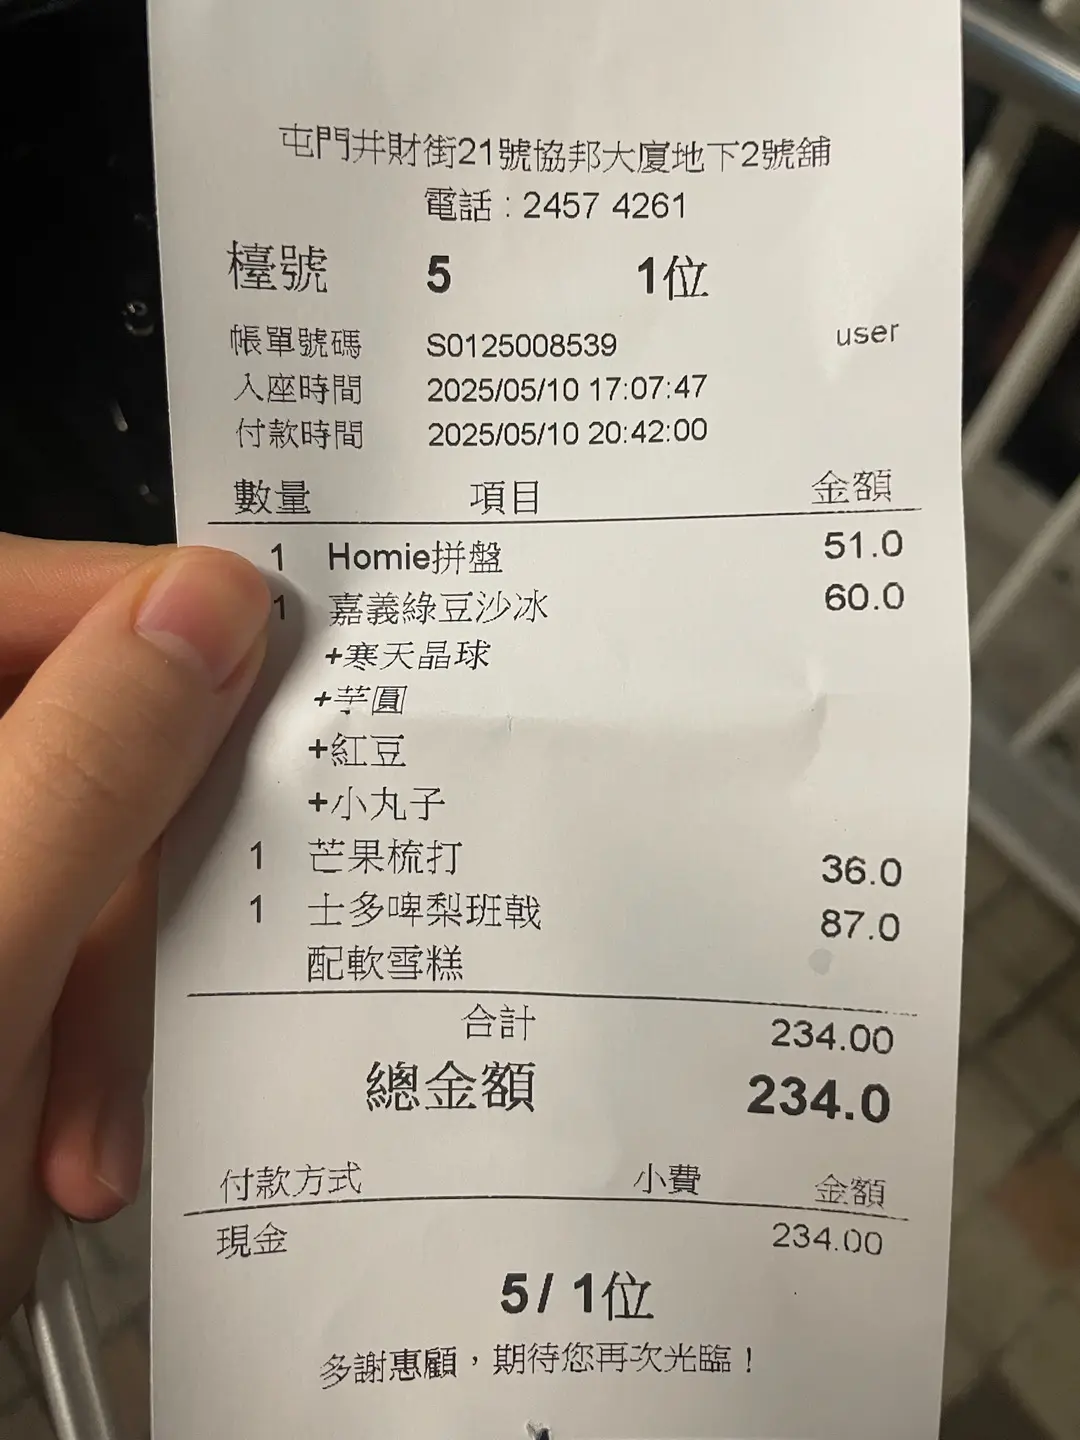 屯門井財街21號協邦大廈地下2號舖
電話：2457 4261
檯號 5 1位
帳單號碼 S0125008539 user
入座時間 2025/05/10 17:07:47
付款時間 2025/05/10 20:42:00
數量 項目 金額
1 Homie拼盤 51.0
1 嘉義綠豆沙冰 60.0
+寒天晶球
+芋圓
+紅豆
+小丸子
1 芒果梳打 36.0
1 士多啤梨班戟 87.0
配軟雪糕
合計 234.00
總金額 234.0
付款方式 小費 金額
現金 234.00
5/ 1位
多謝惠顧，期待您再次光臨！